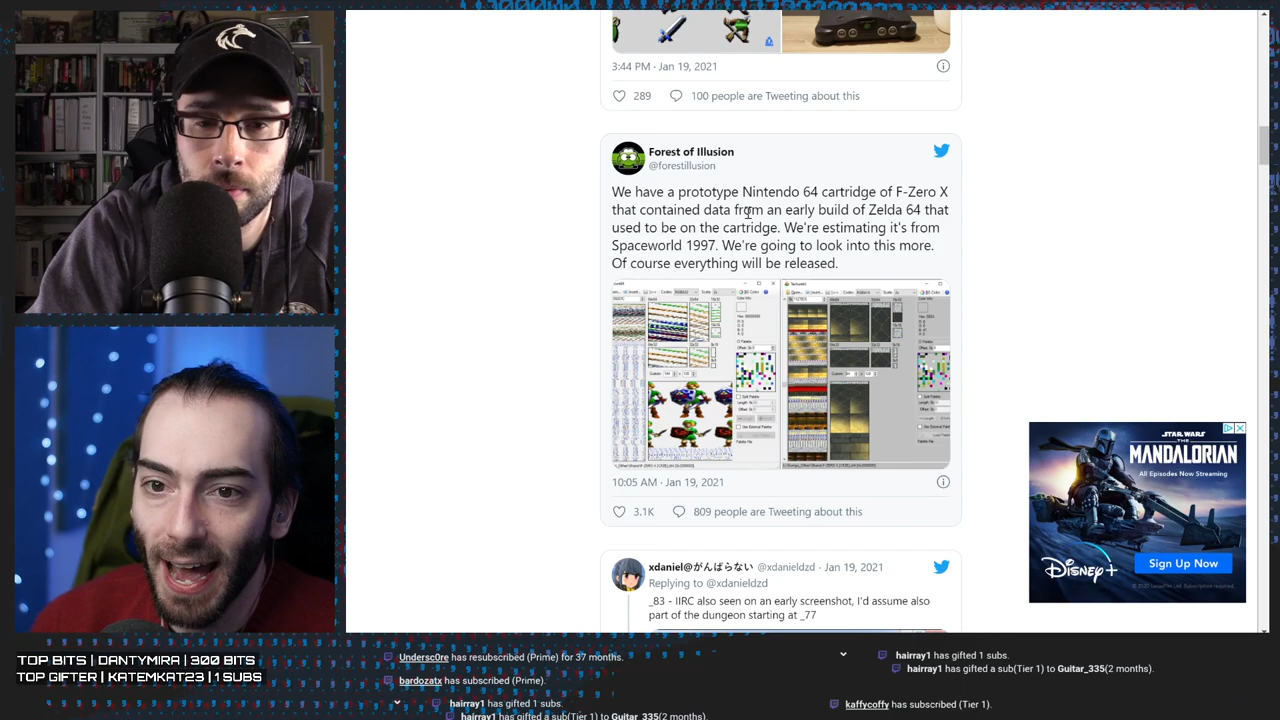 3:44 PM · Jan 19, 2021
289
100 people are Tweeting about this
Forest of Illusion
@forestillusion
We have a prototype Nintendo 64 cartridge of F-Zero X
that contained data from an early build of Zelda 64 that
used to be on the cartridge. We're estimating it's from
Spaceworld 1997. We're going to look into this more.
Of course everything will be released.
10:05 AM · Jan 19, 2021
3.1K
809 people are Tweeting about this
xdaniel@がんばらない @xdanieldzd · Jan 19, 2021
Replying to @xdanieldzd
_83 - IIRC also seen on an early screenshot, I'd assume also
part of the dungeon starting at _77
STAR WARS
THE
MANDALORIAN
All Episodes Now Streaming
Disney+
Sign Up Now
TOP BITS | DANTYMIRA | 300 BITS
TOP GIFTER | KATEMKAT23 | 1 SUBS
Undersc0re has resubscribed (Prime) for 37 months.
bardozatx has subscribed (Prime).
hairray1 has gifted 1 subs.
hairray1 has gifted a sub(Tier 1) to Guitar_335(2 months).
hairray1 has gifted 1 subs.
hairray1 has gifted a sub(Tier 1) to Guitar_335(2 months).
kaffycoffy has subscribed (Tier 1).